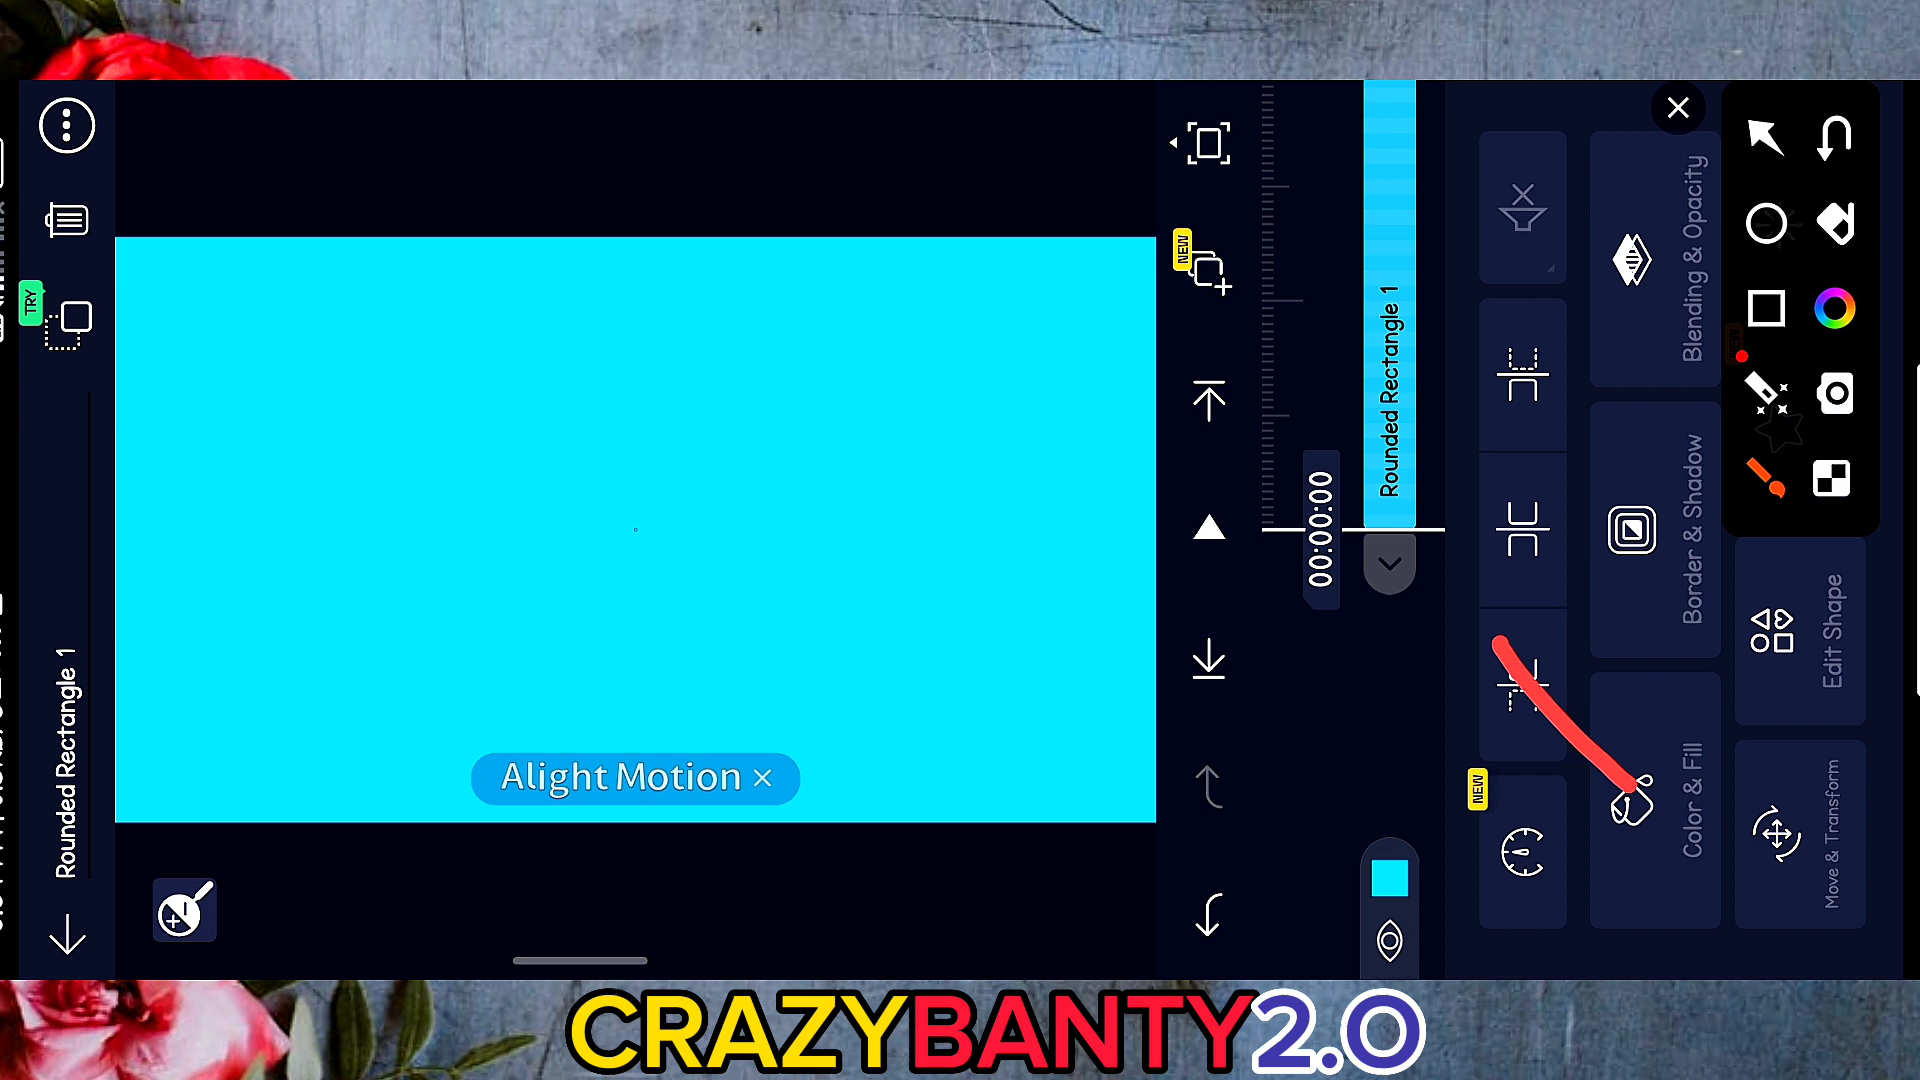 TRY
Rounded Rectangle 1
Alight Motion ×
NEW
00:00:00
Rounded Rectangle 1
NEW
Blending & Opacity
Border & Shadow
Color & Fill
Edit Shape
Move & Transform
CRAZYBANTY2.0